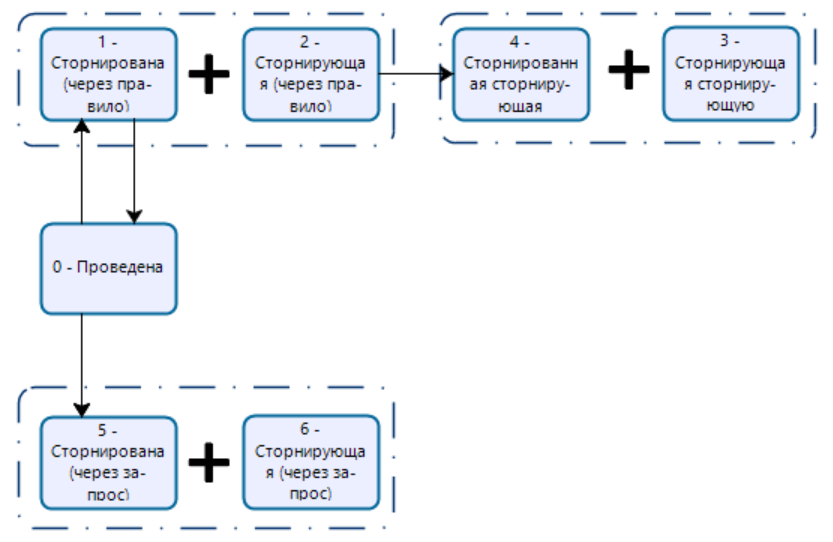 1 -
Сторнирована
(через пра-
вило)
2 -
Сторнирующа
я (через пра-
вило)
4 -
Сторнированн
ая сторниру-
ющая
3 -
Сторнирующа
я сторниру-
ющую
0 - Проведена
5 -
Сторнирована
(через за-
прос)
6 -
Сторнирующа
я (через за-
прос)